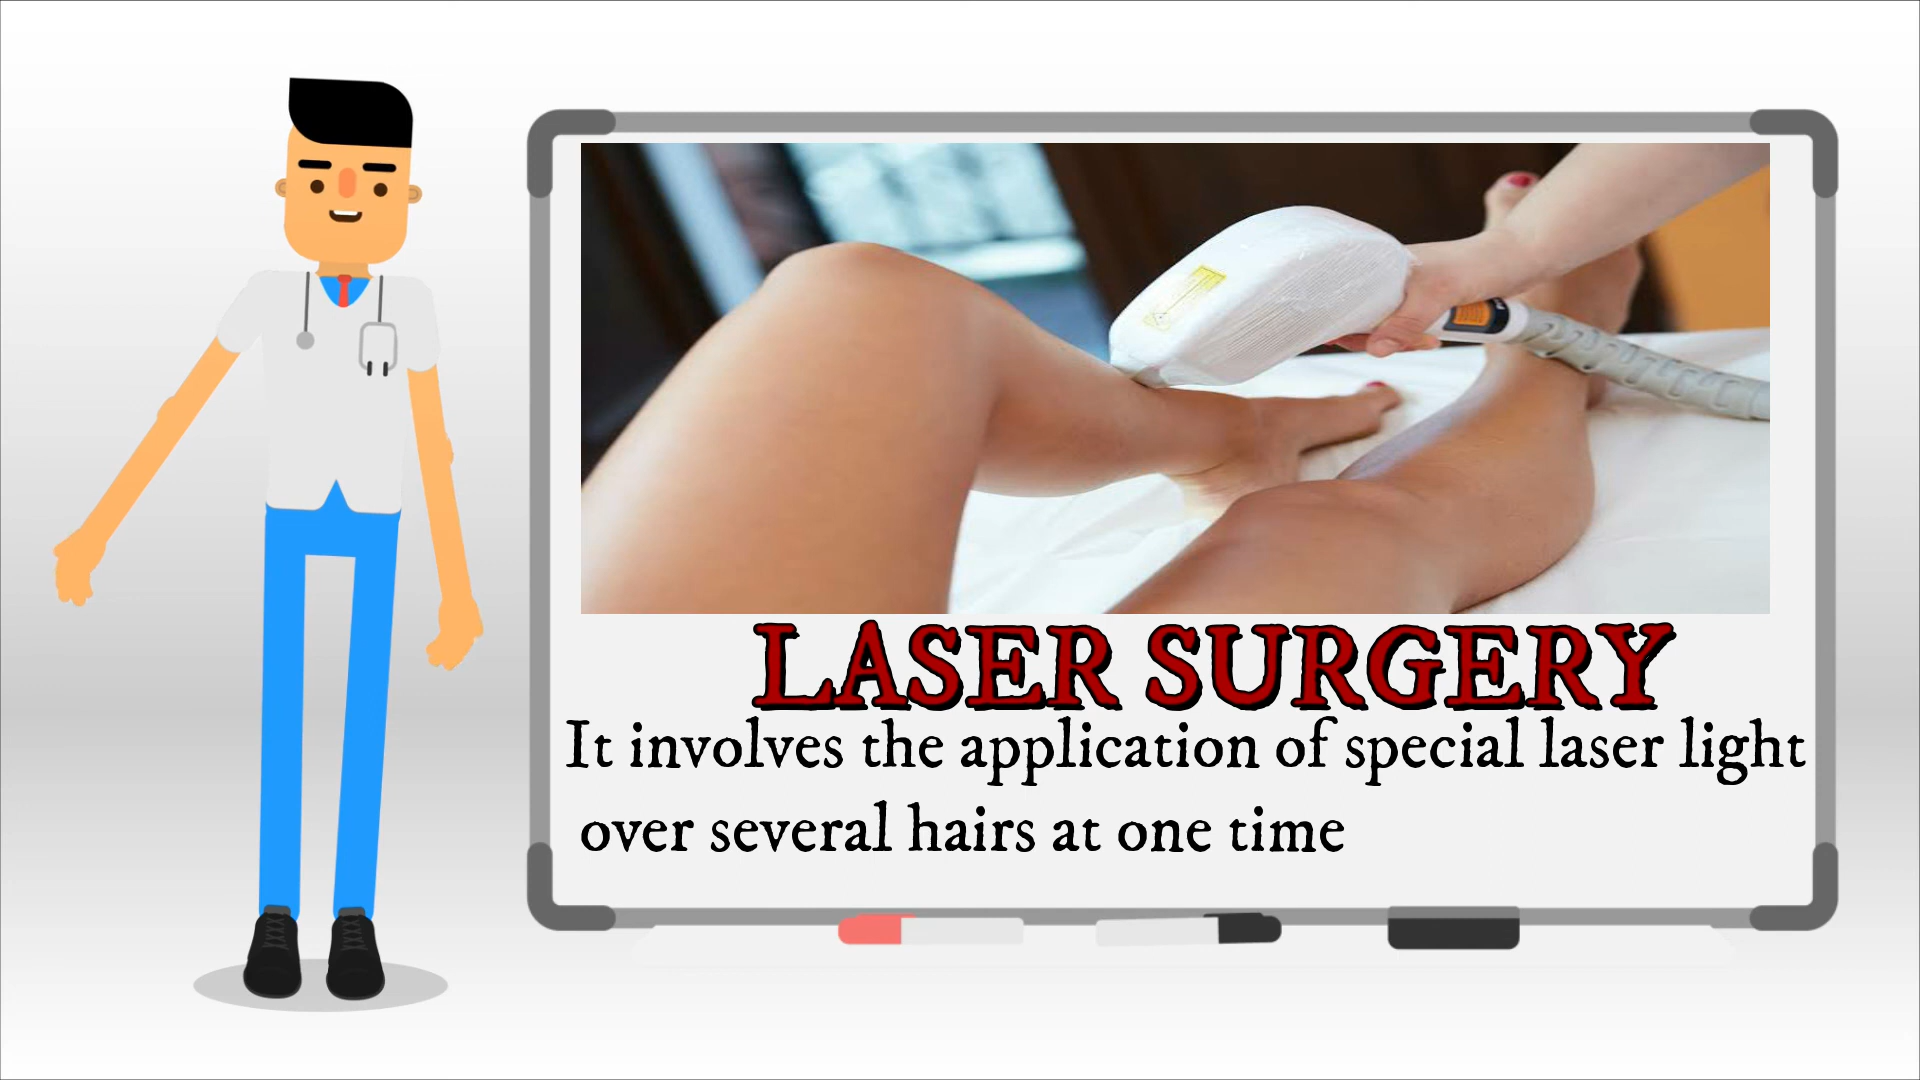 LASER SURGERY
It involves the application of special laser light
over several hairs at one time